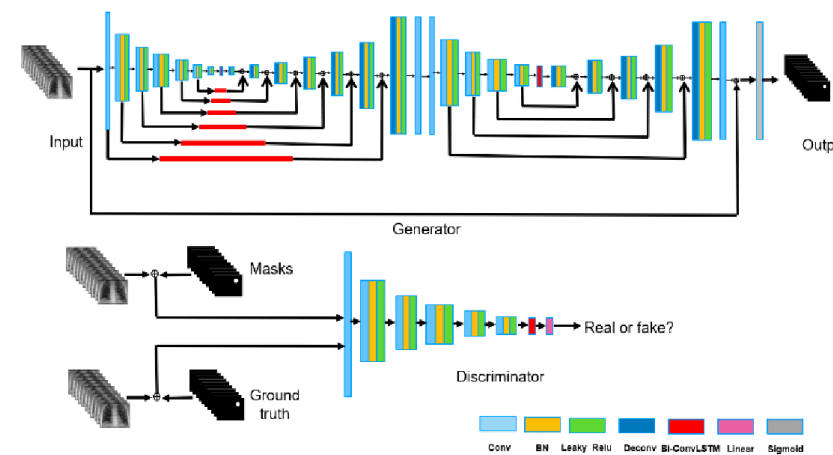 Input
Outp
Generator
Masks
Real or fake?
Ground
truth
Discriminator
Conv BN Leaky Relu Deconv Bi-ConvLSTM Linear Sigmoid